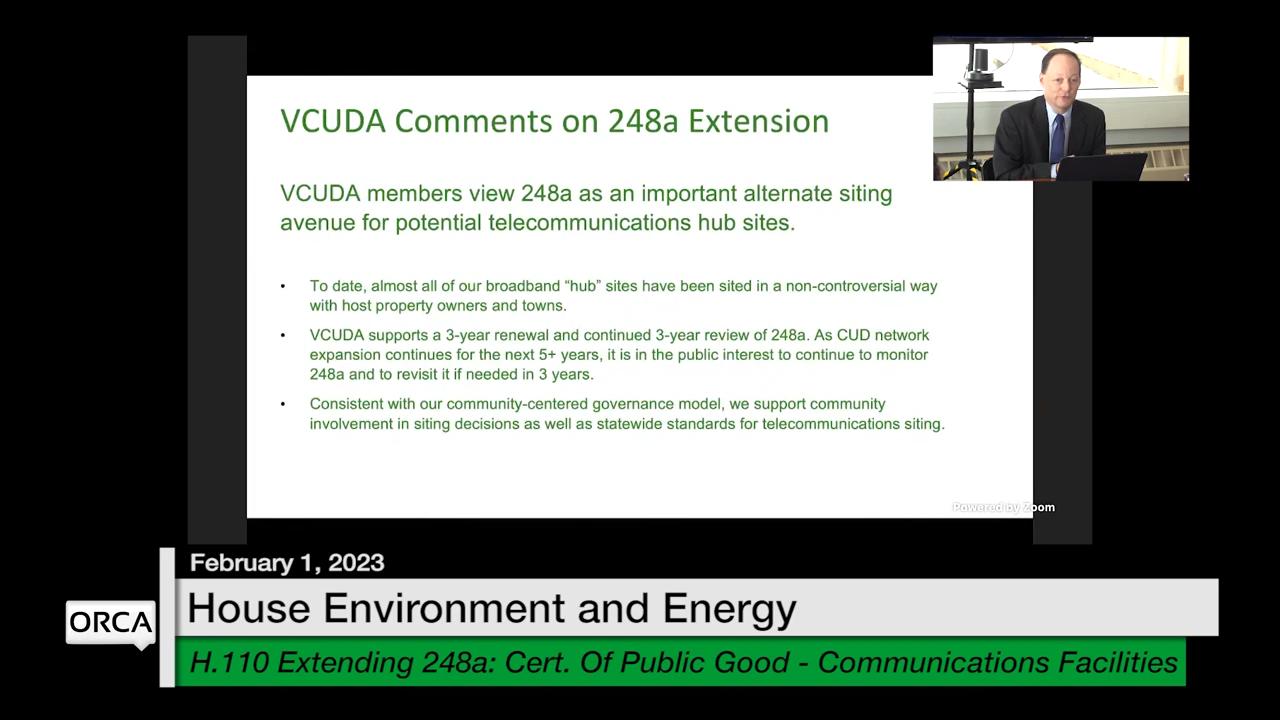 VCUDA Comments on 248a Extension
VCUDA members view 248a as an important alternate siting
avenue for potential telecommunications hub sites.
• To date, almost all of our broadband “hub” sites have been sited in a non-controversial way
with host property owners and towns.
• VCUDA supports a 3-year renewal and continued 3-year review of 248a. As CUD network
expansion continues for the next 5+ years, it is in the public interest to continue to monitor
248a and to revisit it if needed in 3 years.
• Consistent with our community-centered governance model, we support community
involvement in siting decisions as well as statewide standards for telecommunications siting.
Powered by Zoom
February 1, 2023
ORCA
House Environment and Energy
H.110 Extending 248a: Cert. Of Public Good - Communications Facilities